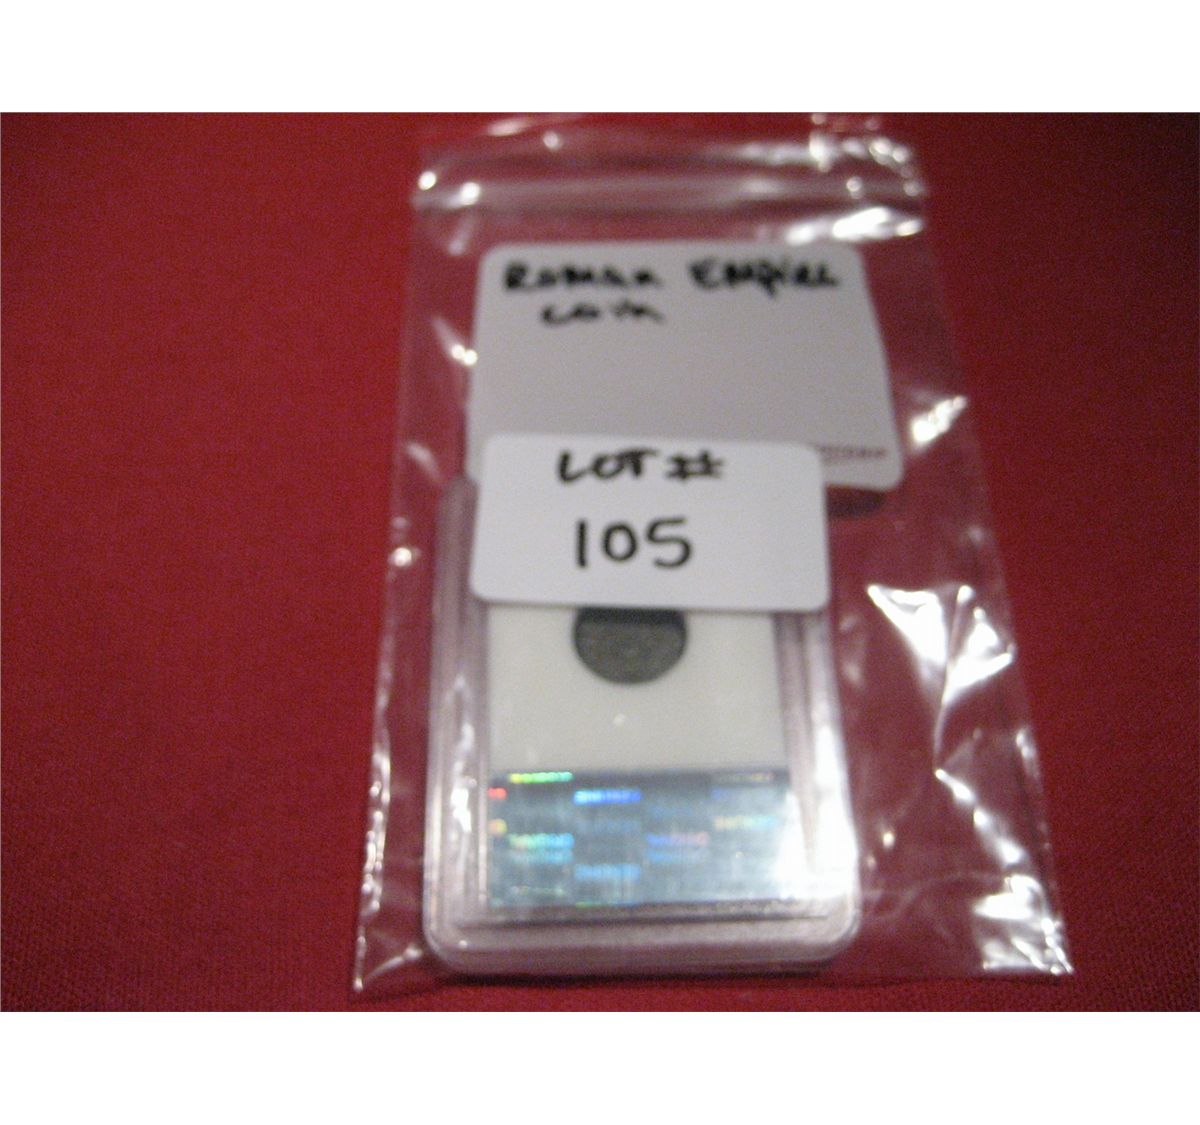 Roman Empire
coin
LOT #
105